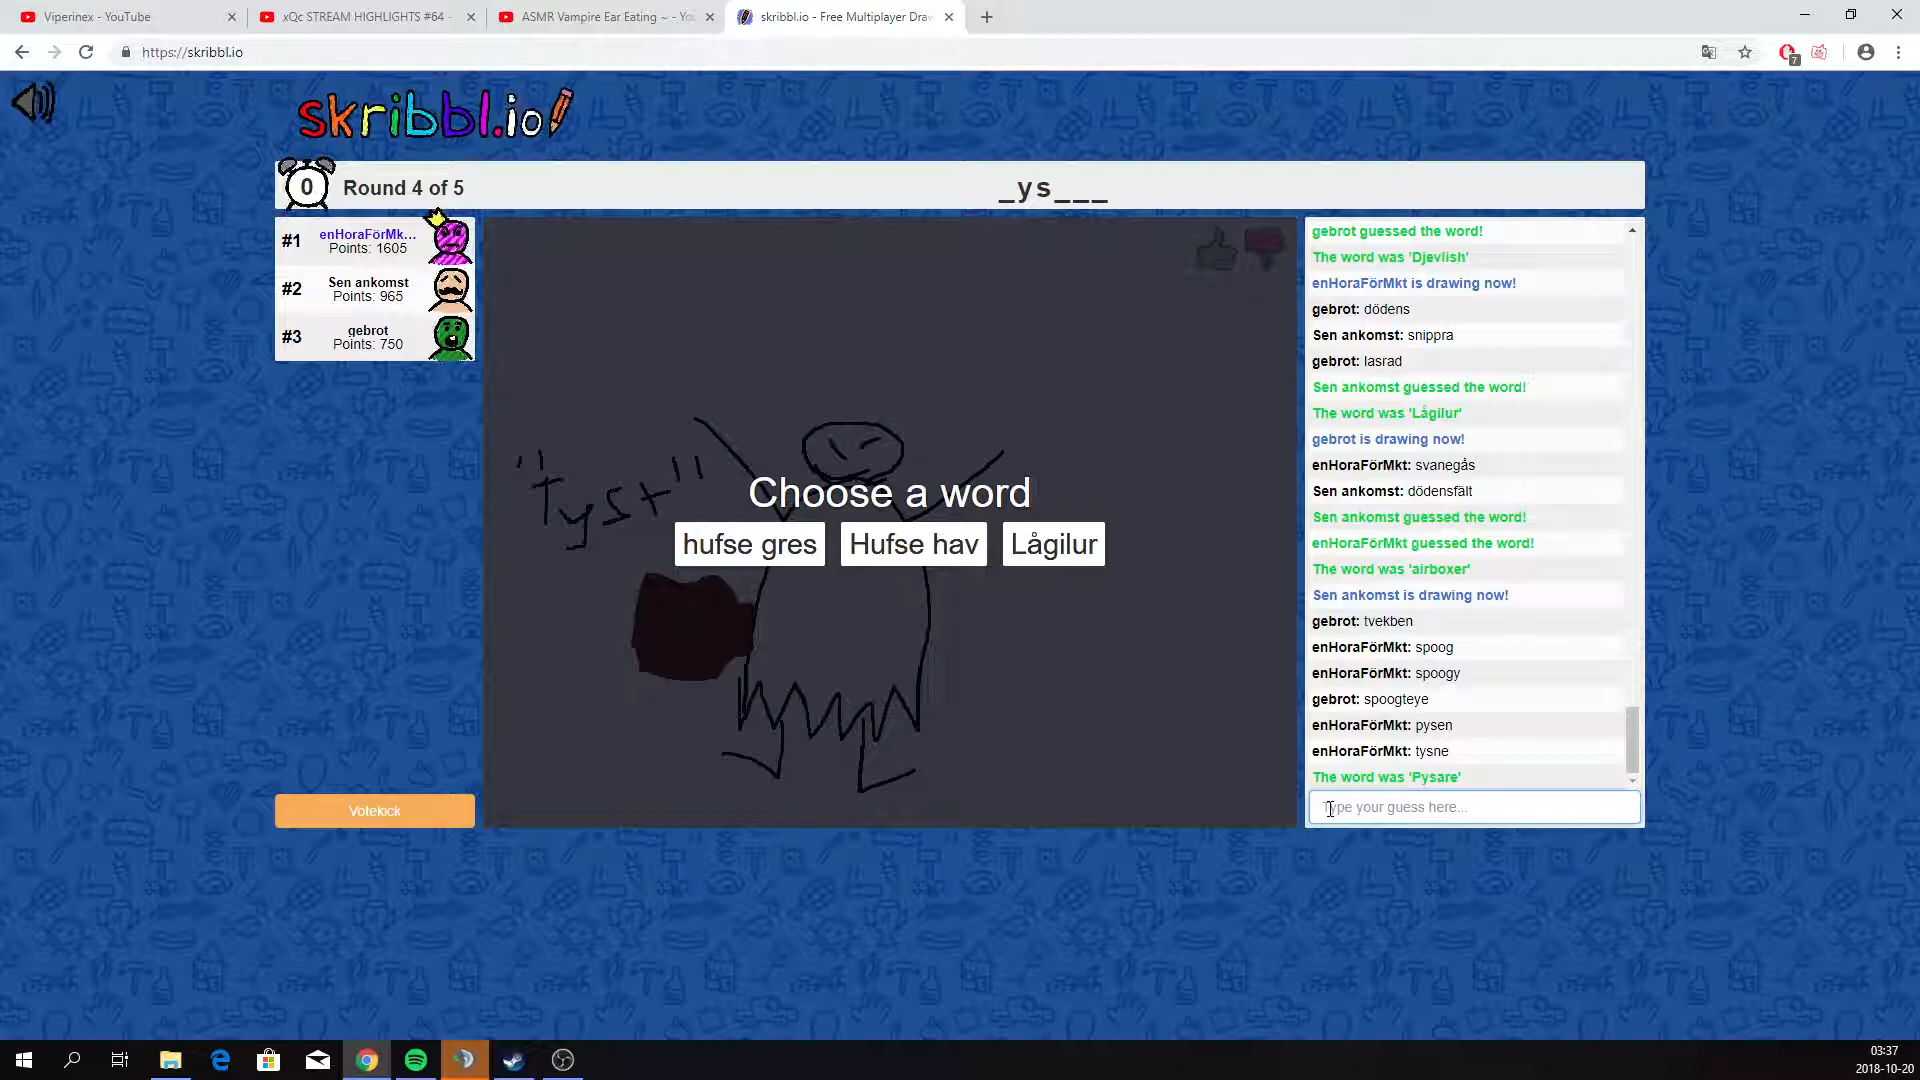 Viperinex - YouTube
xQc STREAM HIGHLIGHTS #64 -
ASMR Vampire Ear Eating ~ - Yo
skribbl.io - Free Multiplayer Draw
https://skribbl.io
7
skribbl.io
0
Round 4 of 5
_ys___
#1
enHoraFörMk...
Points: 1605
#2
Sen ankomst
Points: 965
#3
gebrot
Points: 750
Votekick
"Tyst"
Choose a word
hufse gres
Hufse hav
Lågilur
gebrot guessed the word!
The word was 'Djevlish'
enHoraFörMkt is drawing now!
gebrot: dödens
Sen ankomst: snippra
gebrot: lasrad
Sen ankomst guessed the word!
The word was 'Lågilur'
gebrot is drawing now!
enHoraFörMkt: svanegås
Sen ankomst: dödensfält
Sen ankomst guessed the word!
enHoraFörMkt guessed the word!
The word was 'airboxer'
Sen ankomst is drawing now!
gebrot: tvekben
enHoraFörMkt: spoog
enHoraFörMkt: spoogy
gebrot: spoogteye
enHoraFörMkt: pysen
enHoraFörMkt: tysne
The word was 'Pysare'
Type your guess here...
03:37
2018-10-20